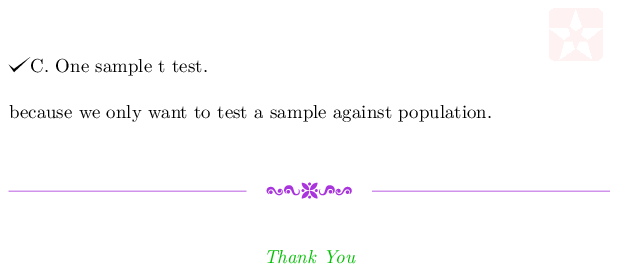 ✓C. One sample t test.
because we only want to test a sample against population.
Thank You